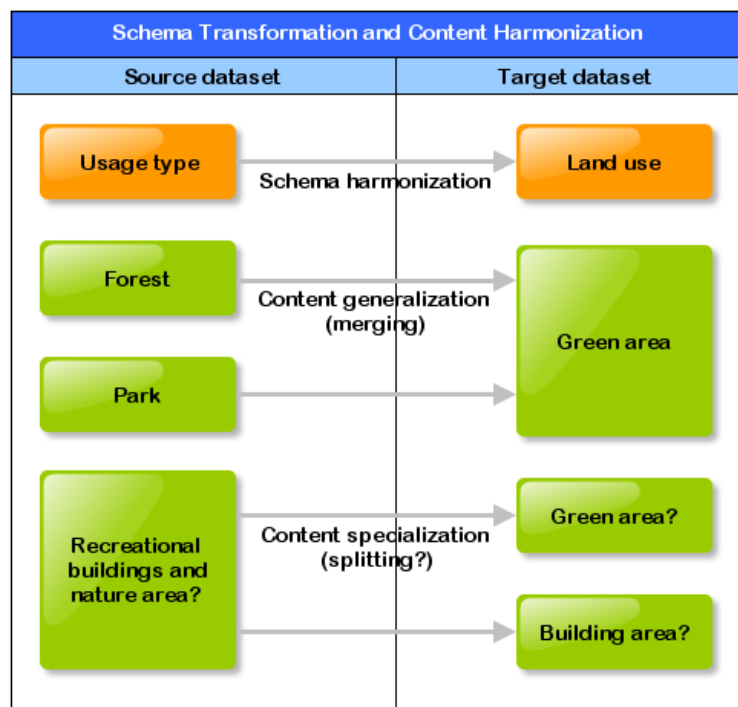 Schema Transformation and Content Harmonization
Source dataset
Target dataset
Usage type
Schema harmonization
Land use
Forest
Content generalization
(merging)
Green area
Park
Recreational
buildings and
nature area?
Content specialization
(splitting?)
Green area?
Building area?